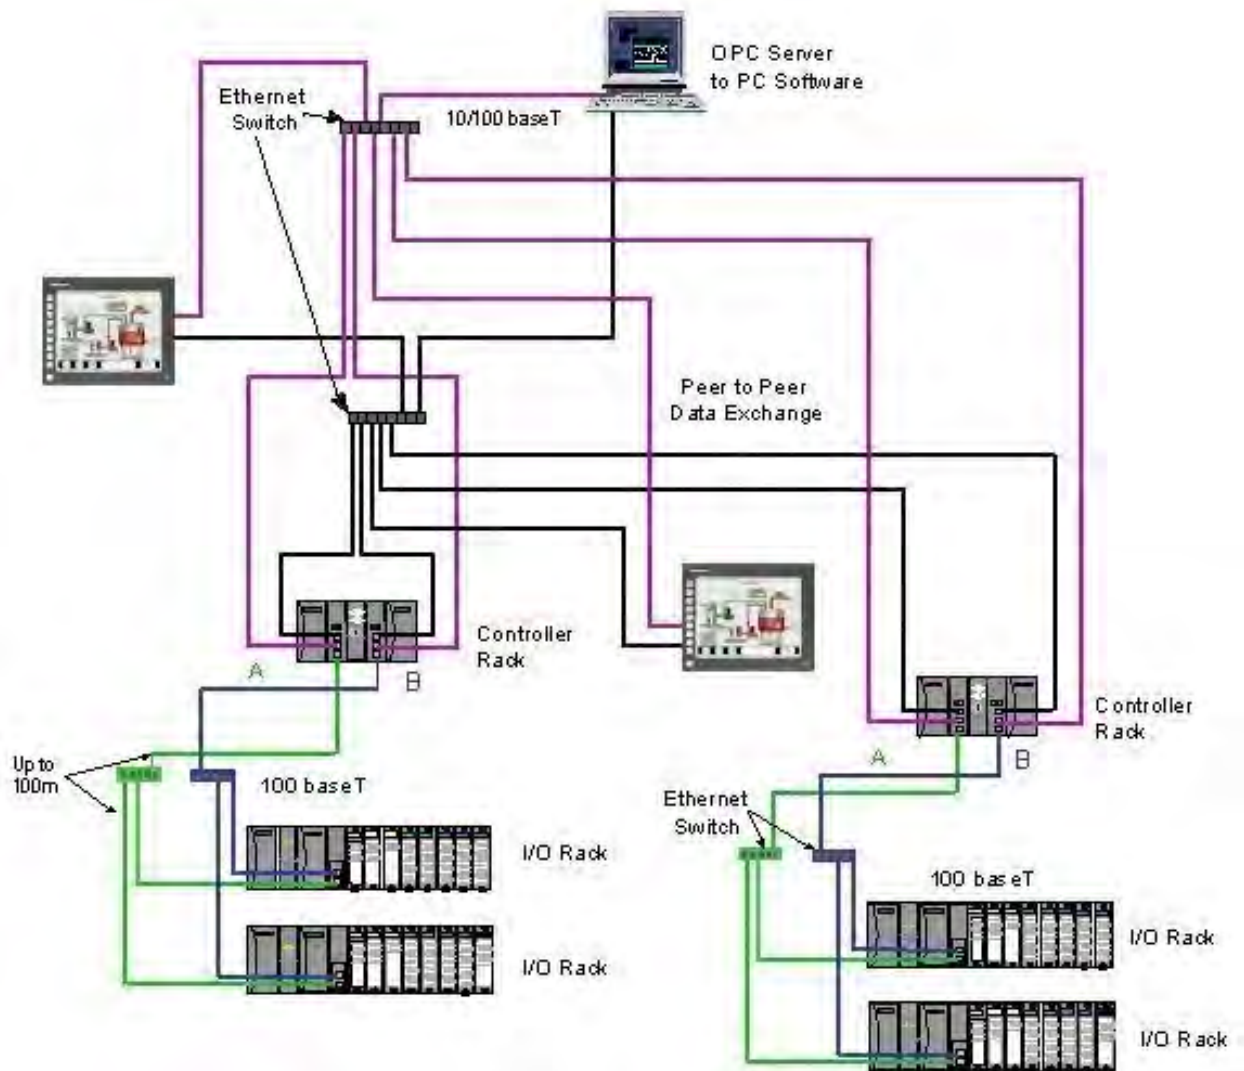 OPC Server
to PC Software
Ethernet
Switch
10/100 baseT
Peer to Peer
Data Exchange
Controller
Rack
A
B
Controller
Rack
A
B
Up to
100m
100 baseT
Ethernet
Switch
I/O Rack
100 baseT
I/O Rack
I/O Rack
I/O Rack